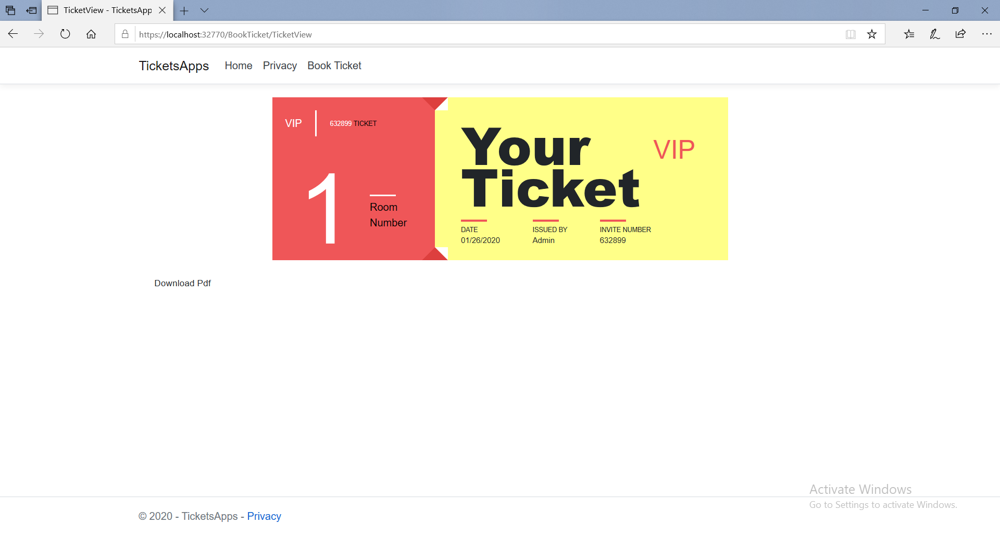 TicketView - TicketsApp
https://localhost:32770/BookTicket/TicketView
TicketsApps Home Privacy Book Ticket
VIP 632899 TICKET
1
Room
Number
Your
Ticket
VIP
DATE ISSUED BY INVITE NUMBER
01/26/2020 Admin 632899
Download Pdf
Activate Windows
Go to Settings to activate Windows.
© 2020 - TicketsApps - Privacy